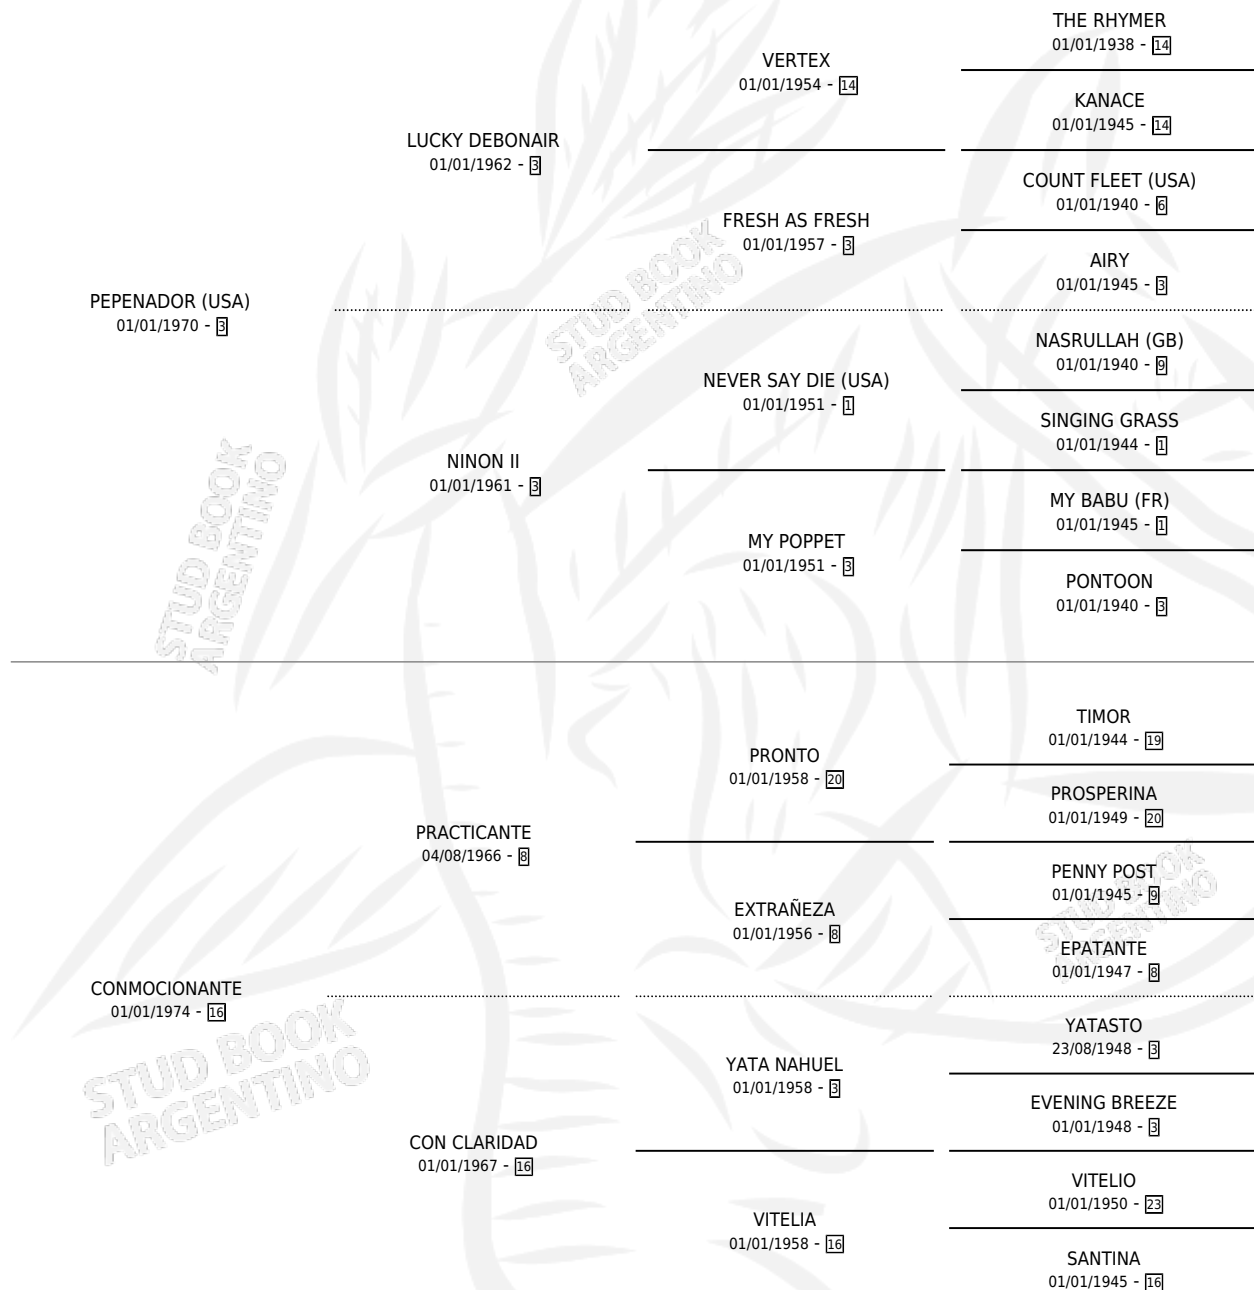 THE RHYMER
01/01/1938 - 14
VERTEX
01/01/1954 - 14
KANACE
01/01/1945 - 14
LUCKY DEBONAIR
01/01/1962 - 3
COUNT FLEET (USA)
01/01/1940 - 6
FRESH AS FRESH
01/01/1957 - 3
AIRY
01/01/1945 - 3
PEPENADOR (USA)
01/01/1970 - 3
STUD BOOK
ARGENTINO
NASRULLAH (GB)
01/01/1940 - 9
NEVER SAY DIE (USA)
01/01/1951 - 1
SINGING GRASS
01/01/1944 - 1
NINON II
01/01/1961 - 3
MY BABU (FR)
01/01/1945 - 1
MY POPPET
01/01/1951 - 3
PONTOON
01/01/1940 - 3
STUD BOOK
ARGENTINO
TIMOR
01/01/1944 - 19
PRONTO
01/01/1958 - 20
PROSPERINA
01/01/1949 - 20
PRACTICANTE
04/08/1966 - 8
PENNY POST
01/01/1945 - 9
EXTRAÑEZA
01/01/1956 - 8
STUD BOOK
ARGENTINO
EPATANTE
01/01/1947 - 8
CONMOCIONANTE
01/01/1974 - 16
YATASTO
23/08/1948 - 3
YATA NAHUEL
01/01/1958 - 3
EVENING BREEZE
01/01/1948 - 3
STUD BOOK
ARGENTINO
CON CLARIDAD
01/01/1967 - 16
VITELIO
01/01/1950 - 23
VITELIA
01/01/1958 - 16
SANTINA
01/01/1945 - 16